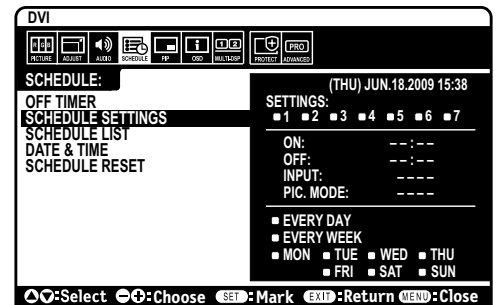 DVI
RGB PICTURE ADJUST AUDIO SCHEDULE PIP OSD 1 2 MULTI-DSP PROTECT PRO ADVANCED
SCHEDULE:
OFF TIMER
SCHEDULE SETTINGS
SCHEDULE LIST
DATE & TIME
SCHEDULE RESET
(THU) JUN.18.2009 15:38
SETTINGS:
1 2 3 4 5 6 7
ON: --:--
OFF: --:--
INPUT: ----
PIC. MODE: ----
EVERY DAY
EVERY WEEK
MON TUE WED THU
FRI SAT SUN
:Select :Choose SET:Mark EXIT:Return MENU:Close